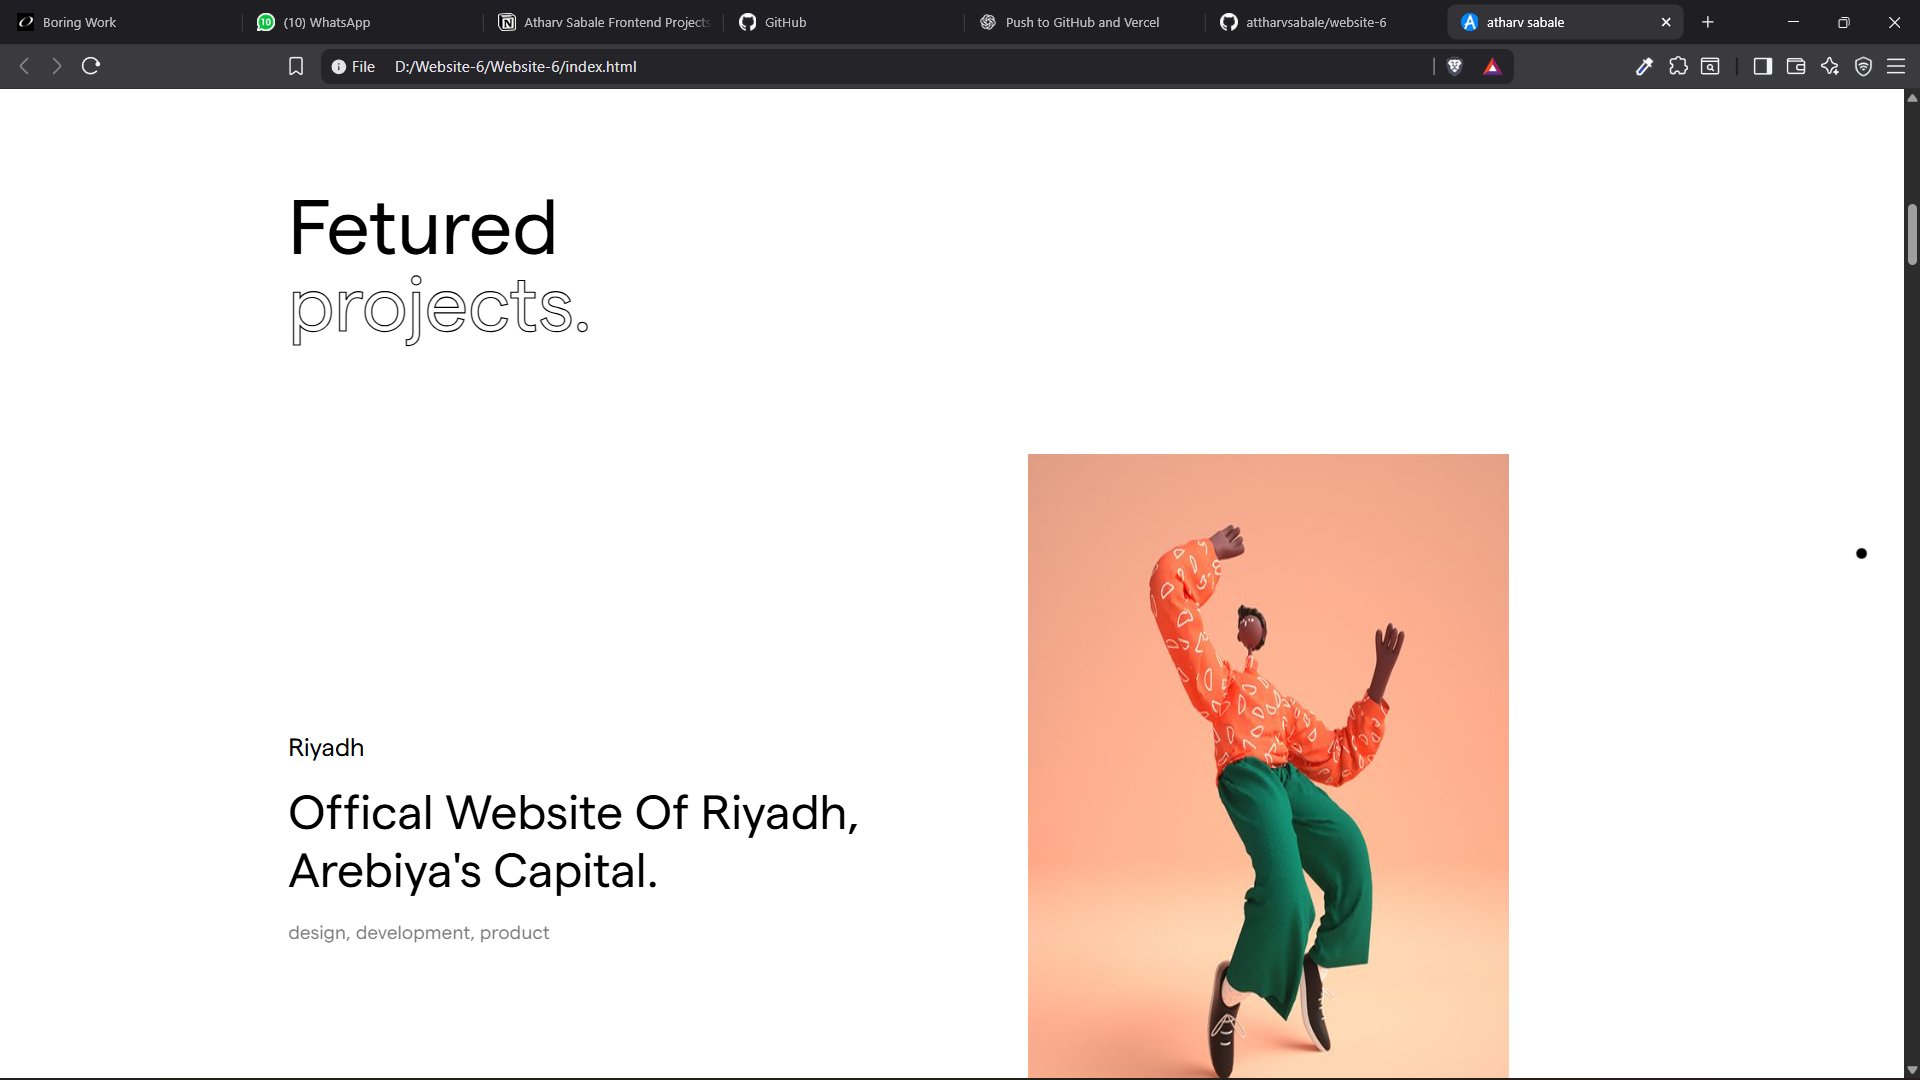 Boring Work
(10) WhatsApp
Atharv Sabale Frontend Projects
GitHub
Push to GitHub and Vercel
attharvsabale/website-6
atharv sabale
File
D:/Website-6/Website-6/index.html
Fetured
projects.
Riyadh
Offical Website Of Riyadh,
Arebiya's Capital.
design, development, product